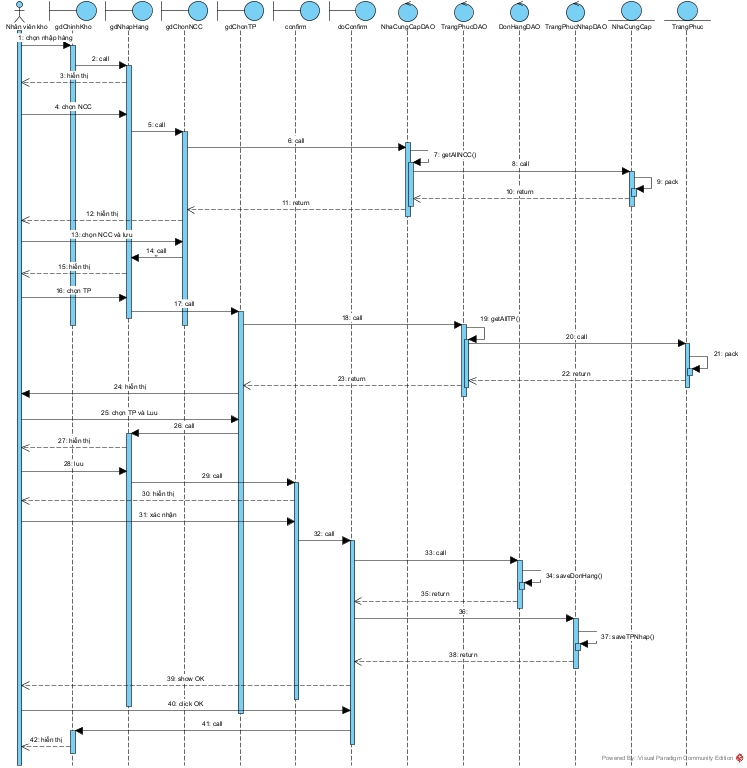 Nhân viên kho gdChinhKho gdNhapHang gdChonNCC gdChonTP confirm doConfirm NhaCungCapDAO TrangPhucDAO DonHangDAO TrangPhucNhapDAO NhaCungCap TrangPhuc
1: chọn nhập hàng
2: call
3: hiển thị
4: chọn NCC
5: call
6: call
7: getAllNCC()
8: call
9: pack
10: return
11: return
12: hiển thị
13: chọn NCC và lưu
14: call
15: hiển thị
16: chọn TP
17: call
18: call
19: getAllTP()
20: call
21: pack
22: return
23: return
24: hiển thị
25: chọn TP và Lưu
26: call
27: hiển thị
28: lưu
29: call
30: hiển thị
31: xác nhận
32: call
33: call
34: saveDonHang()
35: return
36:
37: saveTPNhap()
38: return
39: show OK
40: click OK
41: call
42: hiển thị
Powered By: Visual Paradigm Community Edition